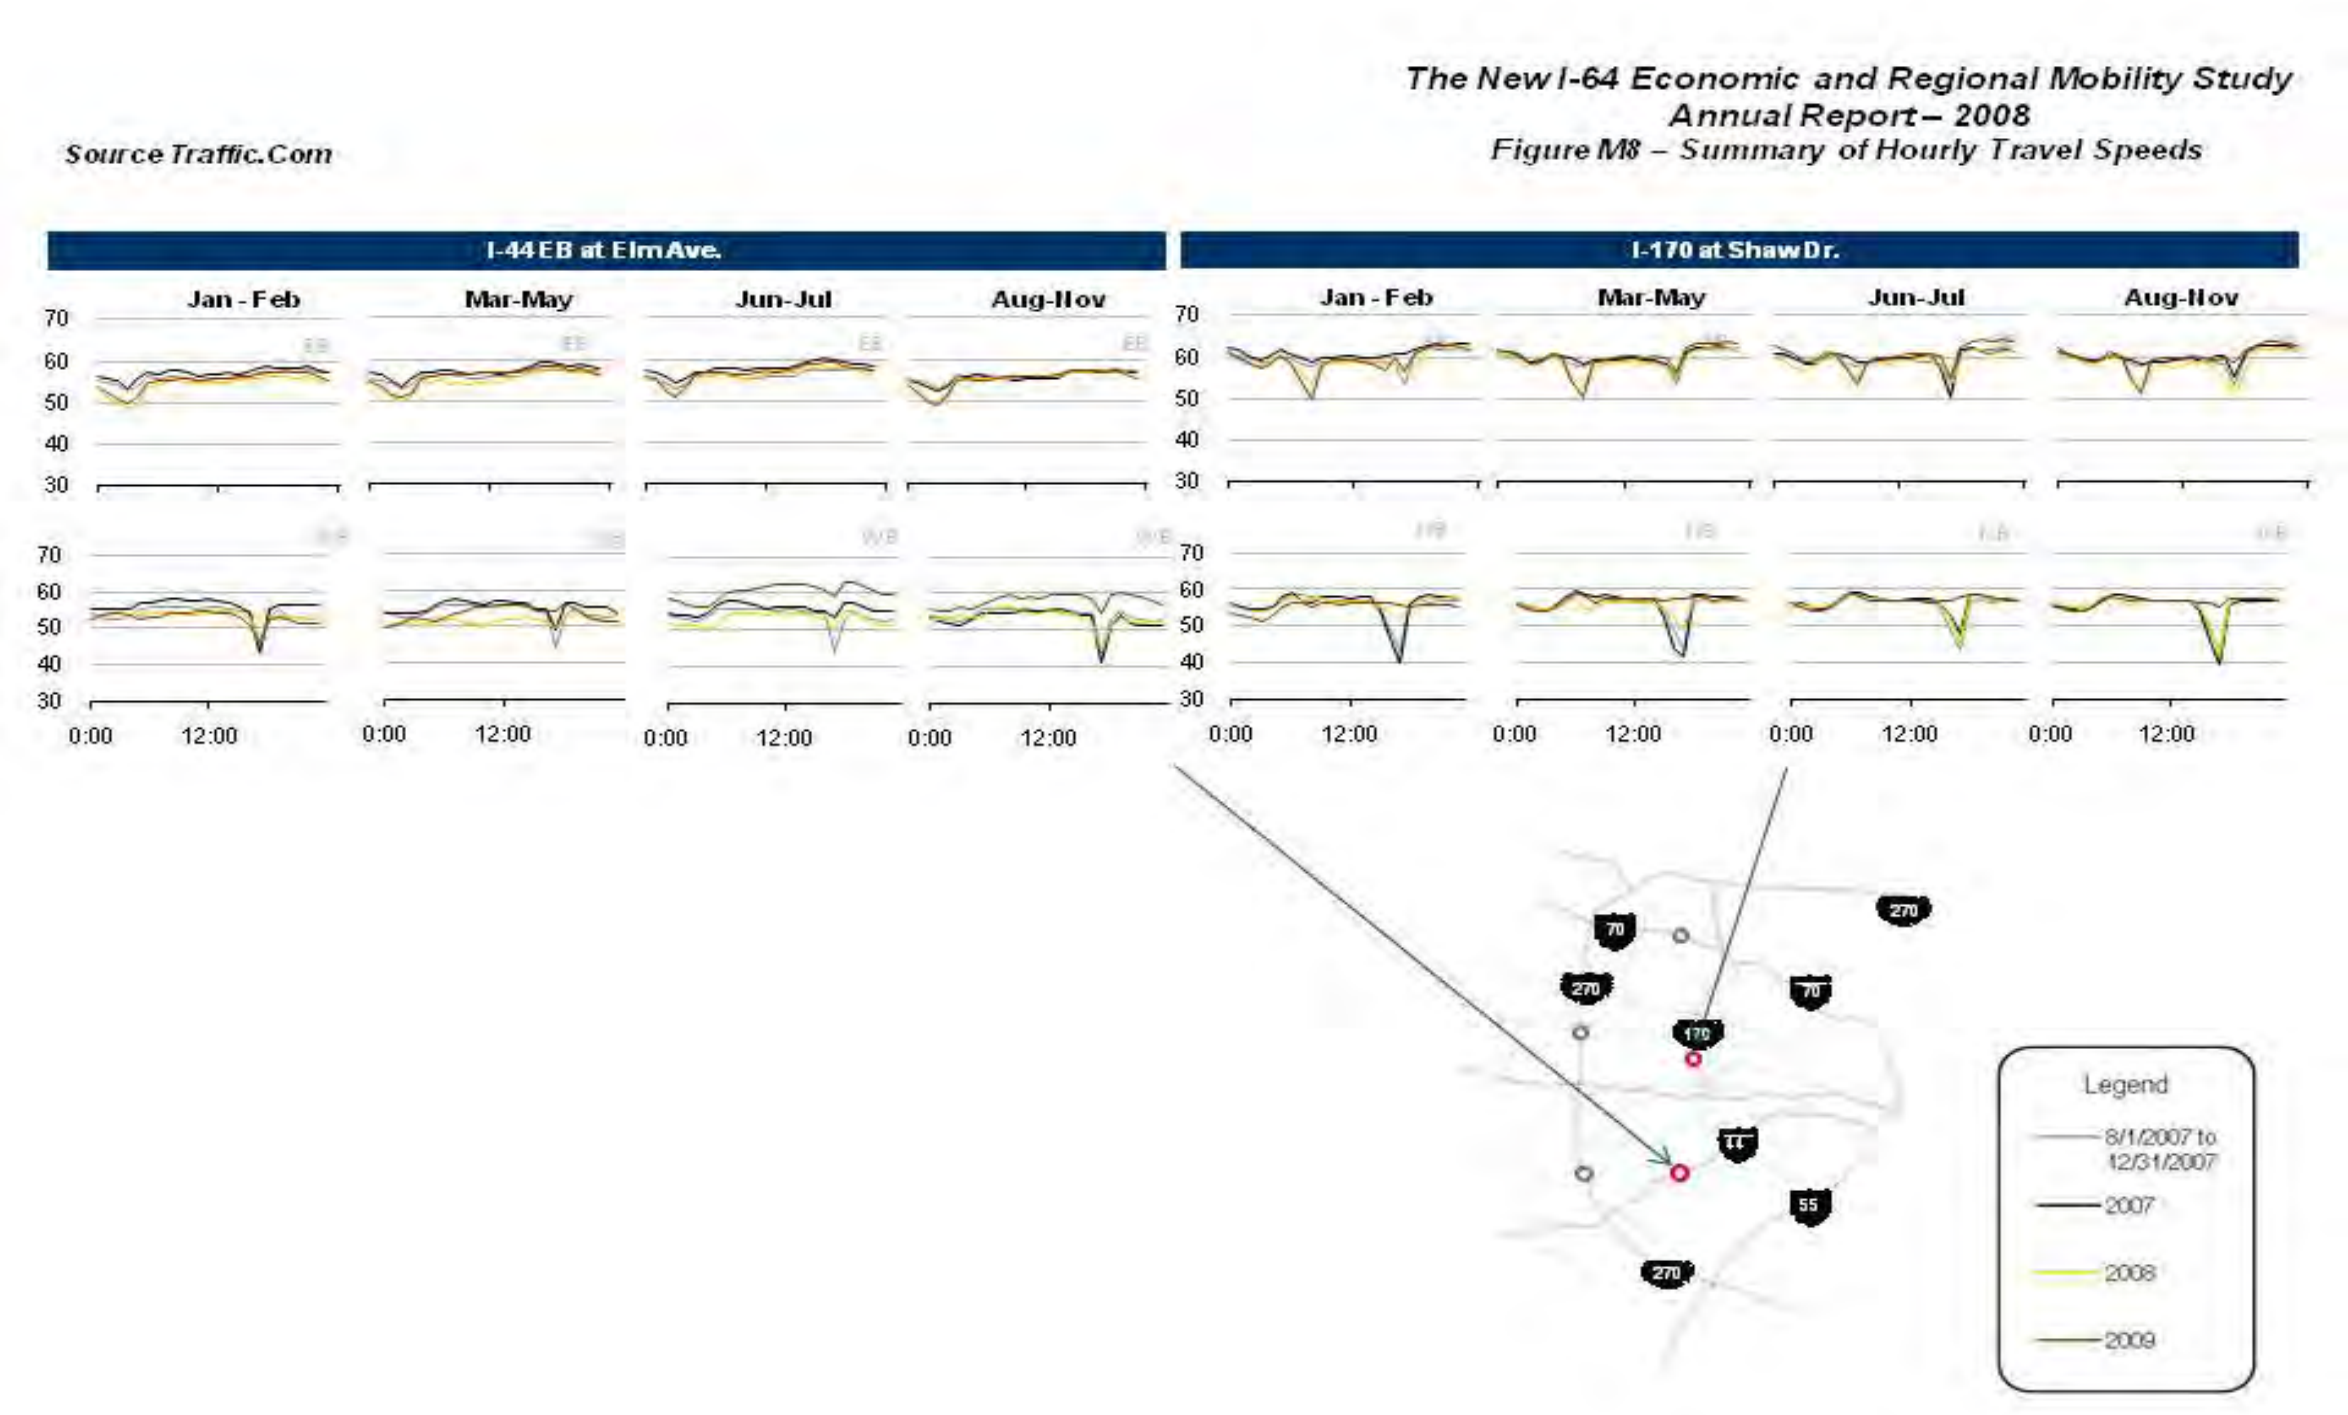 The New I-64 Economic and Regional Mobility Study
Annual Report – 2008
Figure M8 – Summary of Hourly Travel Speeds
Source Traffic.Com
I-44 EB at Elm Ave.
I-170 at Shaw Dr.
Jan - Feb
Mar-May
Jun-Jul
Aug-Nov
Jan - Feb
Mar-May
Jun-Jul
Aug-Nov
70
60
50
40
30
EB
EB
EB
EB
70
60
50
40
30
70
60
50
40
30
WB
WB
70
60
50
40
30
0:00 12:00
0:00 12:00
0:00 12:00
0:00 12:00
0:00 12:00
0:00 12:00
0:00 12:00
0:00 12:00
270
70
270
70
170
44
55
270
Legend
8/1/2007 to
12/31/2007
2007
2008
2009